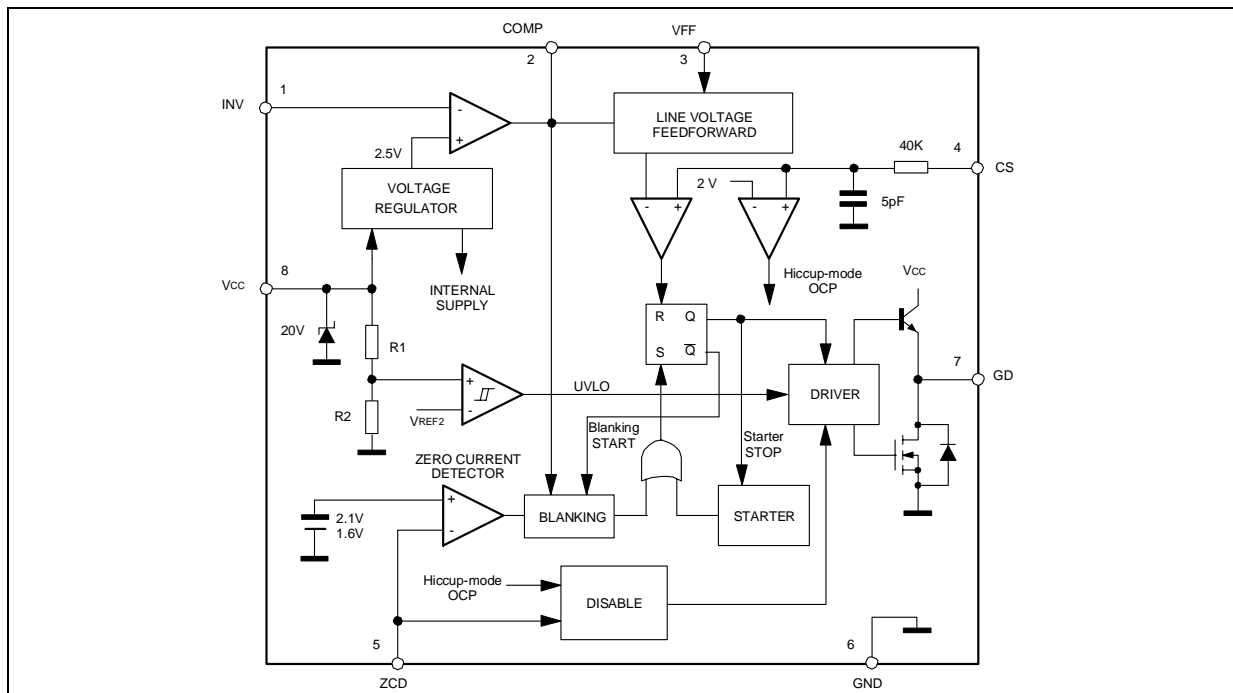 COMP
VFF
2
3
1
INV
-
+
LINE VOLTAGE
FEEDFORWARD
2.5V
40K
4
CS
VOLTAGE
REGULATOR
2 V
- +
- +
5pF
8
VCC
INTERNAL
SUPPLY
Hiccup-mode
OCP
VCC
20V
R1
R Q
S Q
7
GD
+
-
UVLO
DRIVER
R2
VREF2
Blanking
START
Starter
STOP
ZERO CURRENT
DETECTOR
+
-
2.1V
1.6V
BLANKING
STARTER
Hiccup-mode
OCP
DISABLE
5
6
ZCD
GND